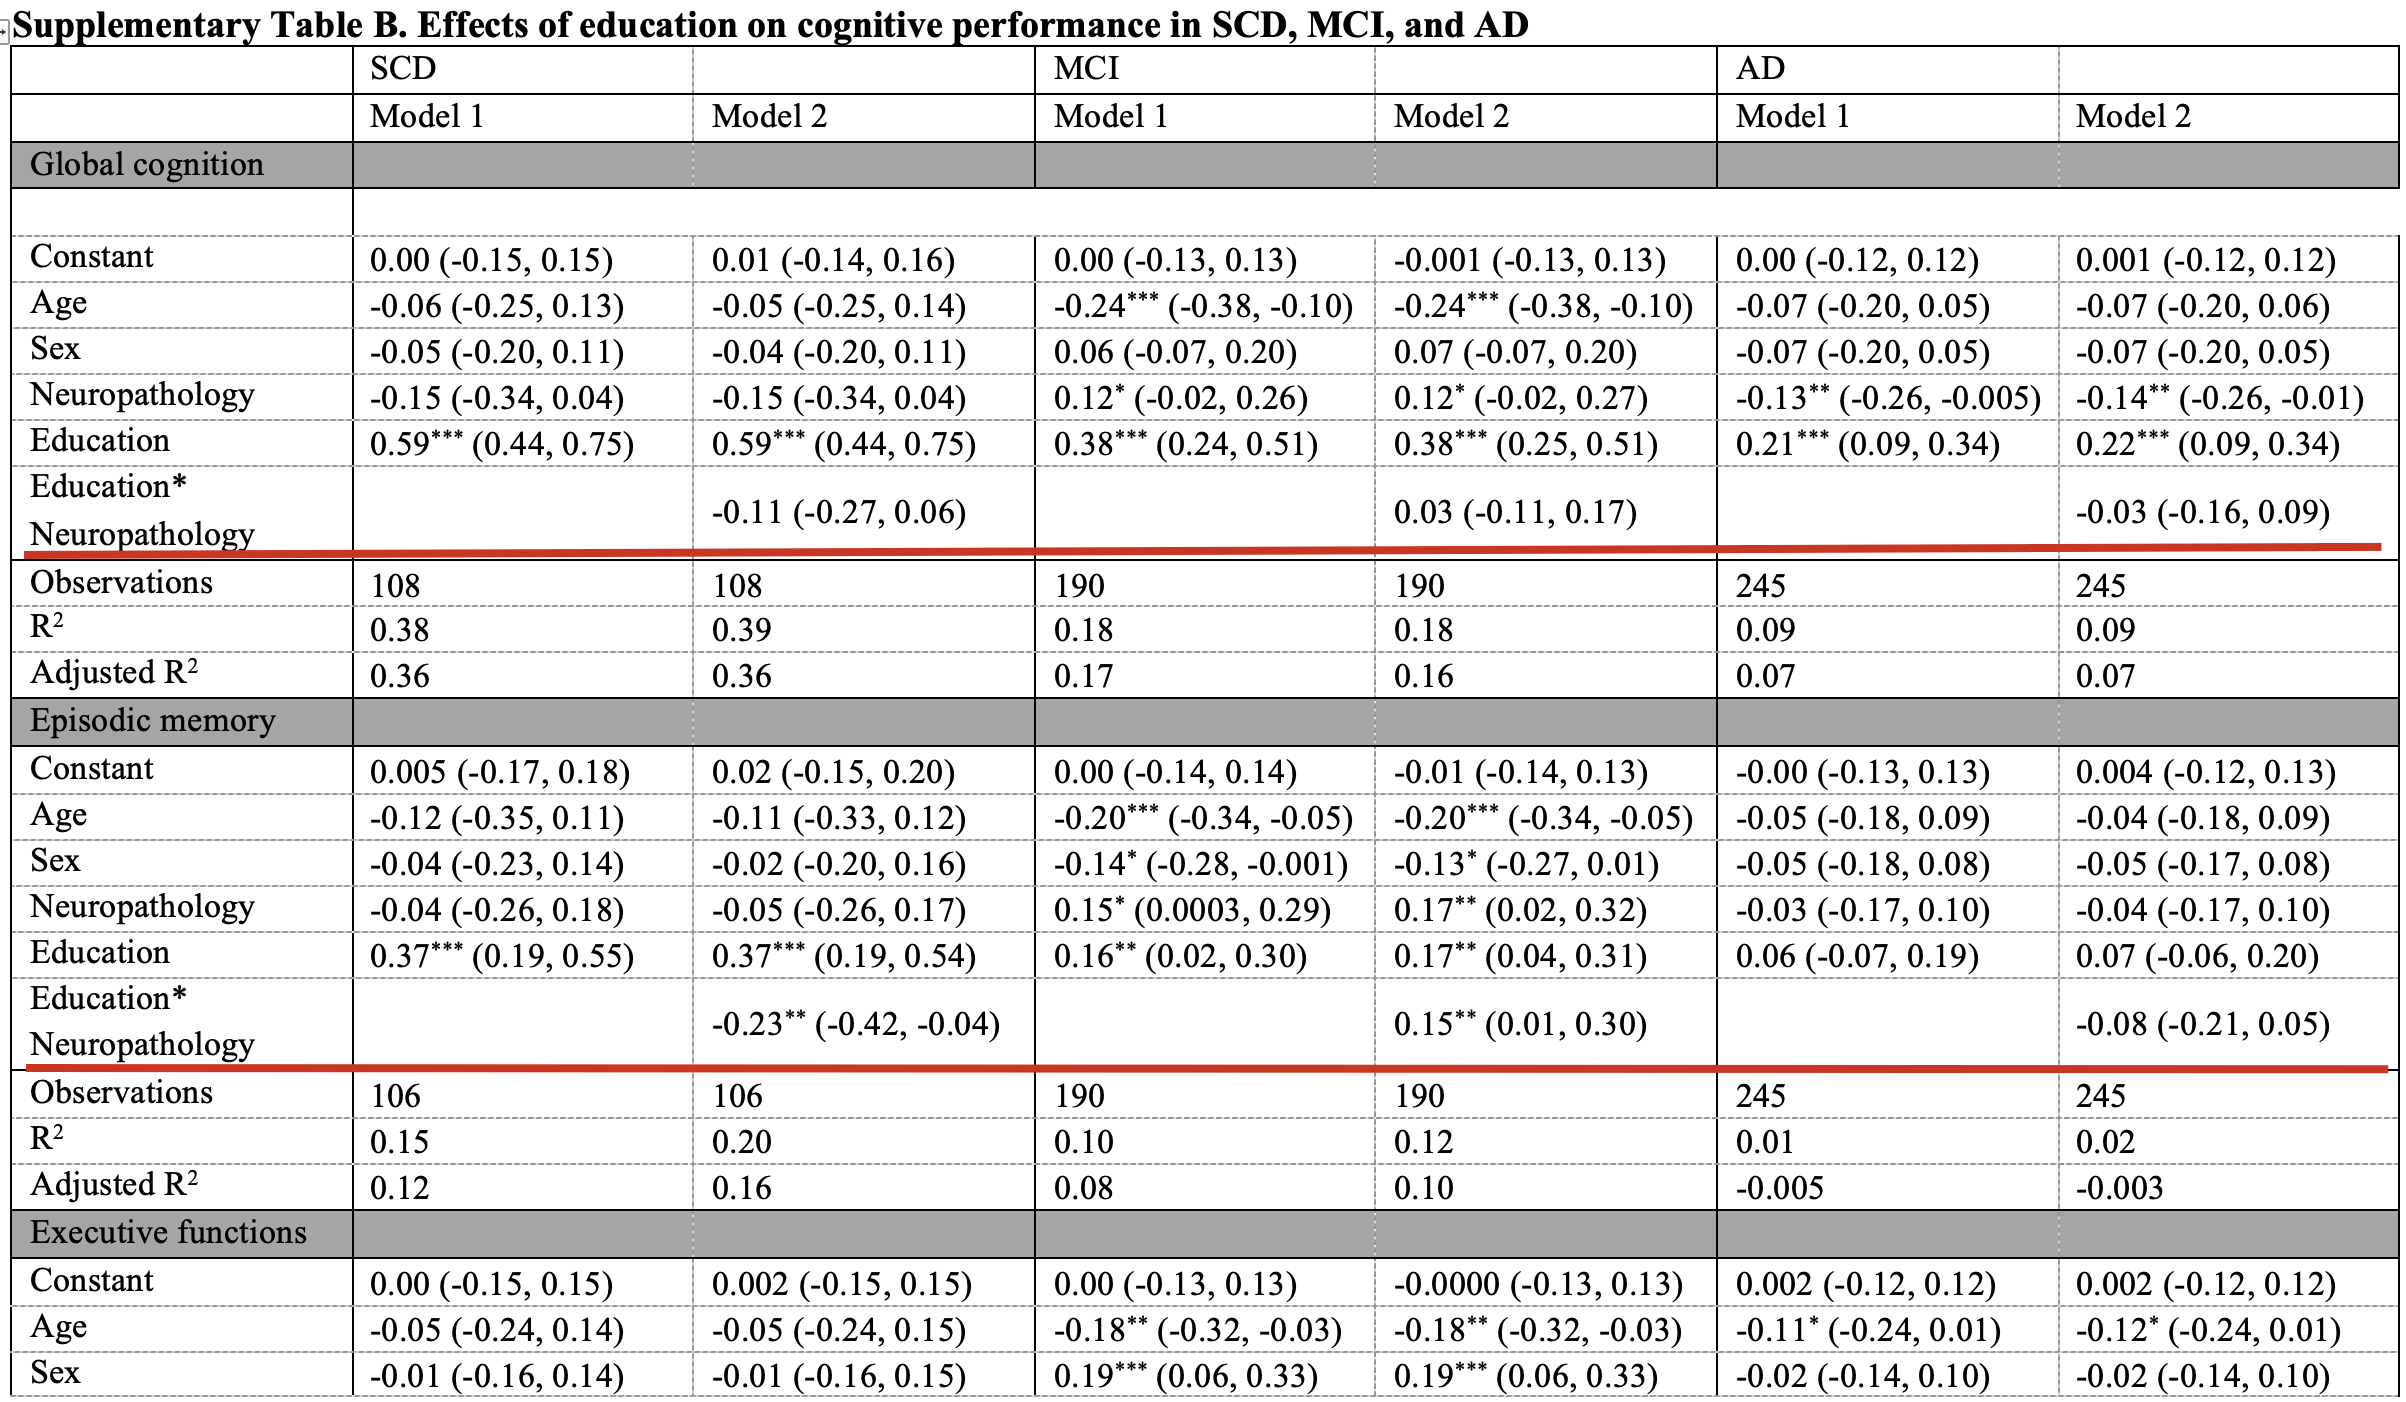 Supplementary Table B. Effects of education on cognitive performance in SCD, MCI, and AD
SCD MCI AD
Model 1 Model 2 Model 1 Model 2 Model 1 Model 2
Global cognition
Constant 0.00 (-0.15, 0.15) 0.01 (-0.14, 0.16) 0.00 (-0.13, 0.13) -0.001 (-0.13, 0.13) 0.00 (-0.12, 0.12) 0.001 (-0.12, 0.12)
Age -0.06 (-0.25, 0.13) -0.05 (-0.25, 0.14) -0.24*** (-0.38, -0.10) -0.24*** (-0.38, -0.10) -0.07 (-0.20, 0.05) -0.07 (-0.20, 0.06)
Sex -0.05 (-0.20, 0.11) -0.04 (-0.20, 0.11) 0.06 (-0.07, 0.20) 0.07 (-0.07, 0.20) -0.07 (-0.20, 0.05) -0.07 (-0.20, 0.05)
Neuropathology -0.15 (-0.34, 0.04) -0.15 (-0.34, 0.04) 0.12* (-0.02, 0.26) 0.12* (-0.02, 0.27) -0.13** (-0.26, -0.005) -0.14** (-0.26, -0.01)
Education 0.59*** (0.44, 0.75) 0.59*** (0.44, 0.75) 0.38*** (0.24, 0.51) 0.38*** (0.25, 0.51) 0.21*** (0.09, 0.34) 0.22*** (0.09, 0.34)
Education*
Neuropathology -0.11 (-0.27, 0.06) 0.03 (-0.11, 0.17) -0.03 (-0.16, 0.09)
Observations 108 108 190 190 245 245
R² 0.38 0.39 0.18 0.18 0.09 0.09
Adjusted R² 0.36 0.36 0.17 0.16 0.07 0.07
Episodic memory
Constant 0.005 (-0.17, 0.18) 0.02 (-0.15, 0.20) 0.00 (-0.14, 0.14) -0.01 (-0.14, 0.13) -0.00 (-0.13, 0.13) 0.004 (-0.12, 0.13)
Age -0.12 (-0.35, 0.11) -0.11 (-0.33, 0.12) -0.20*** (-0.34, -0.05) -0.20*** (-0.34, -0.05) -0.05 (-0.18, 0.09) -0.04 (-0.18, 0.09)
Sex -0.04 (-0.23, 0.14) -0.02 (-0.20, 0.16) -0.14* (-0.28, -0.001) -0.13* (-0.27, 0.01) -0.05 (-0.18, 0.08) -0.05 (-0.17, 0.08)
Neuropathology -0.04 (-0.26, 0.18) -0.05 (-0.26, 0.17) 0.15* (0.0003, 0.29) 0.17** (0.02, 0.32) -0.03 (-0.17, 0.10) -0.04 (-0.17, 0.10)
Education 0.37*** (0.19, 0.55) 0.37*** (0.19, 0.54) 0.16** (0.02, 0.30) 0.17** (0.04, 0.31) 0.06 (-0.07, 0.19) 0.07 (-0.06, 0.20)
Education*
Neuropathology -0.23** (-0.42, -0.04) 0.15** (0.01, 0.30) -0.08 (-0.21, 0.05)
Observations 106 106 190 190 245 245
R² 0.15 0.20 0.10 0.12 0.01 0.02
Adjusted R² 0.12 0.16 0.08 0.10 -0.005 -0.003
Executive functions
Constant 0.00 (-0.15, 0.15) 0.002 (-0.15, 0.15) 0.00 (-0.13, 0.13) -0.0000 (-0.13, 0.13) 0.002 (-0.12, 0.12) 0.002 (-0.12, 0.12)
Age -0.05 (-0.24, 0.14) -0.05 (-0.24, 0.15) -0.18** (-0.32, -0.03) -0.18** (-0.32, -0.03) -0.11* (-0.24, 0.01) -0.12* (-0.24, 0.01)
Sex -0.01 (-0.16, 0.14) -0.01 (-0.16, 0.15) 0.19*** (0.06, 0.33) 0.19*** (0.06, 0.33) -0.02 (-0.14, 0.10) -0.02 (-0.14, 0.10)